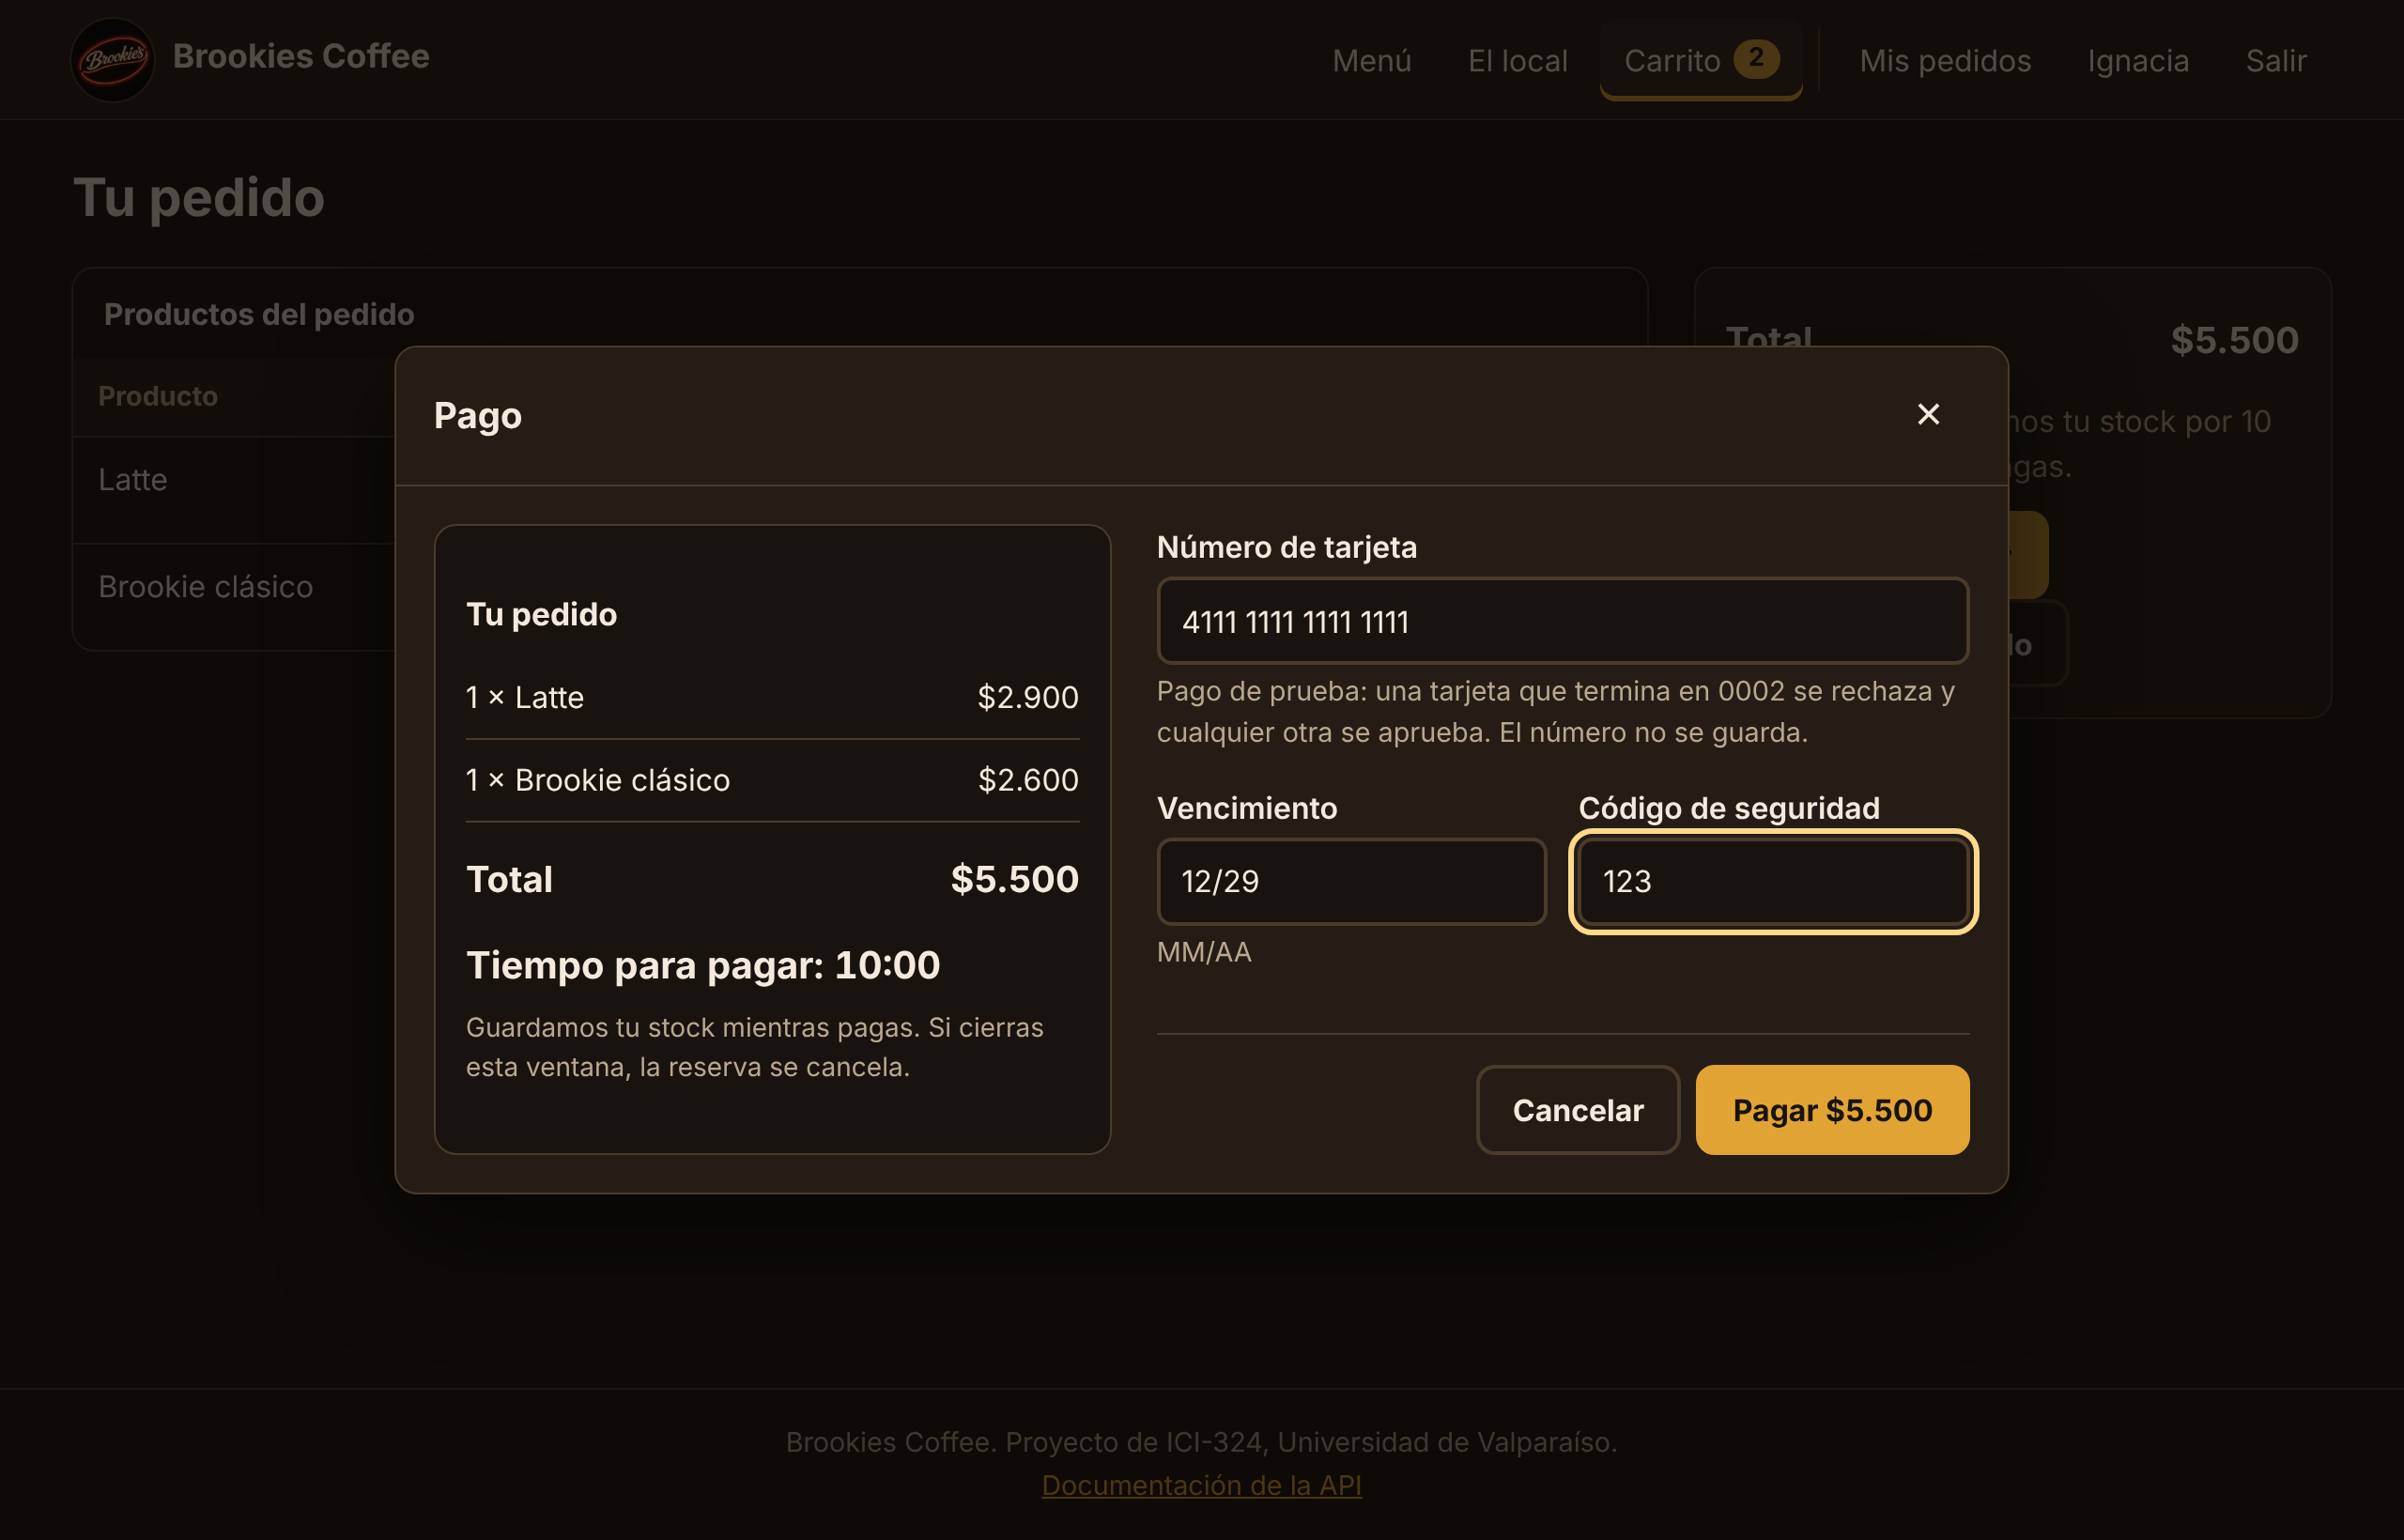 Brookies
Brookies Coffee
Menú
El local
Carrito 2
Mis pedidos
Ignacia
Salir
Tu pedido
Productos del pedido
Producto
Latte
Brookie clásico
Total $5.500
tu stock por 10
Pago
×
Tu pedido
1 × Latte $2.900
1 × Brookie clásico $2.600
Total $5.500
Tiempo para pagar: 10:00
Guardamos tu stock mientras pagas. Si cierras
esta ventana, la reserva se cancela.
Número de tarjeta
4111 1111 1111 1111
Pago de prueba: una tarjeta que termina en 0002 se rechaza y
cualquier otra se aprueba. El número no se guarda.
Vencimiento
12/29
MM/AA
Código de seguridad
123
Cancelar
Pagar $5.500
Brookies Coffee. Proyecto de ICI-324, Universidad de Valparaíso.
Documentación de la API